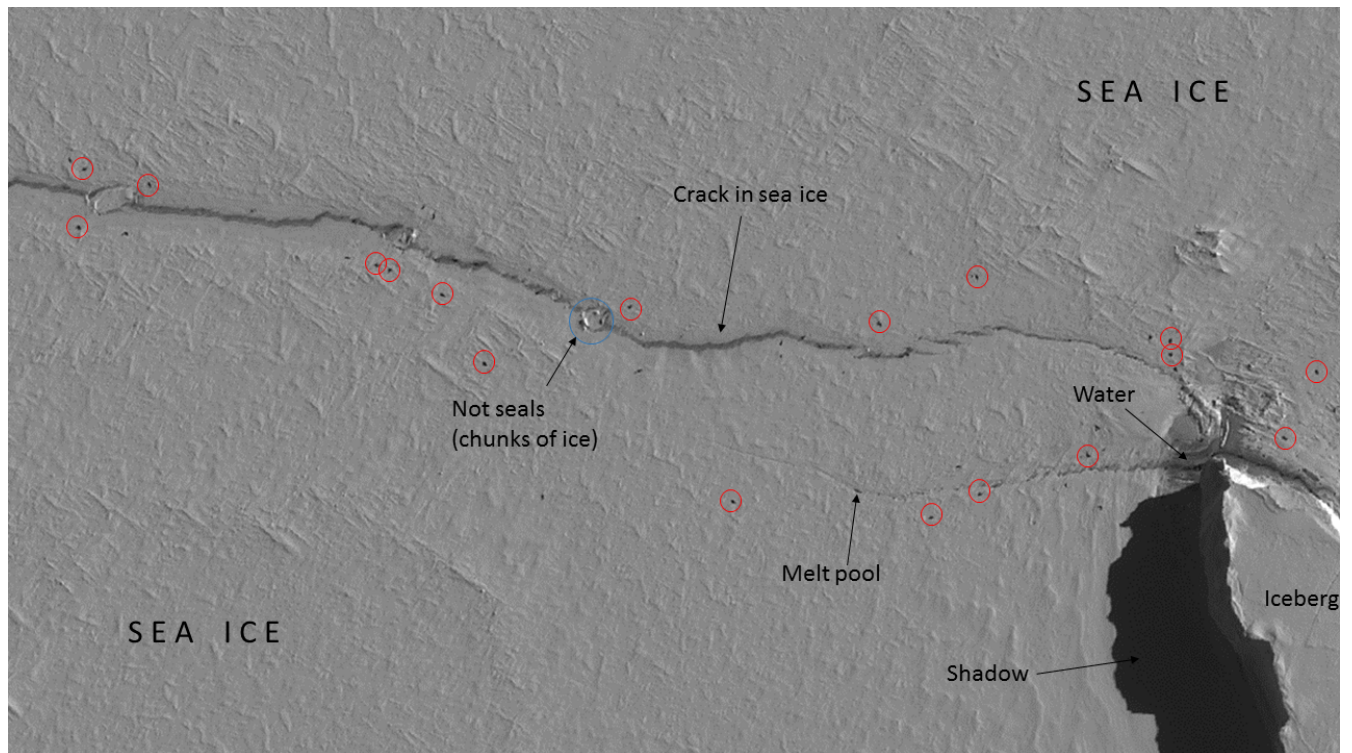 SEA ICE
Crack in sea ice
Water
Not seals
(chunks of ice)
Melt pool
Iceberg
SEA ICE
Shadow